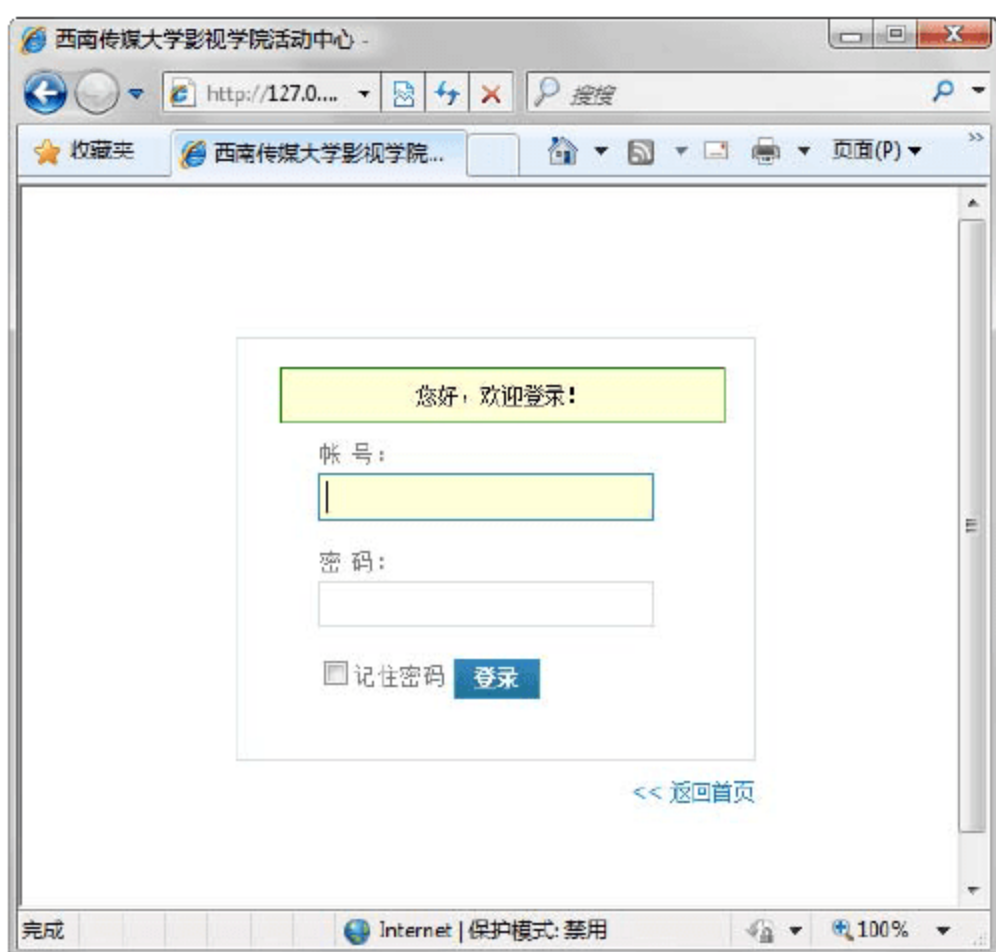 西南传媒大学影视学院活动中心 -
http://127.0.... 搜搜
收藏夹 西南传媒大学影视学院... 页面(P) »
您好，欢迎登录！
帐 号：
密 码：
记住密码 登录
<< 返回首页
完成 Internet | 保护模式: 禁用 100%